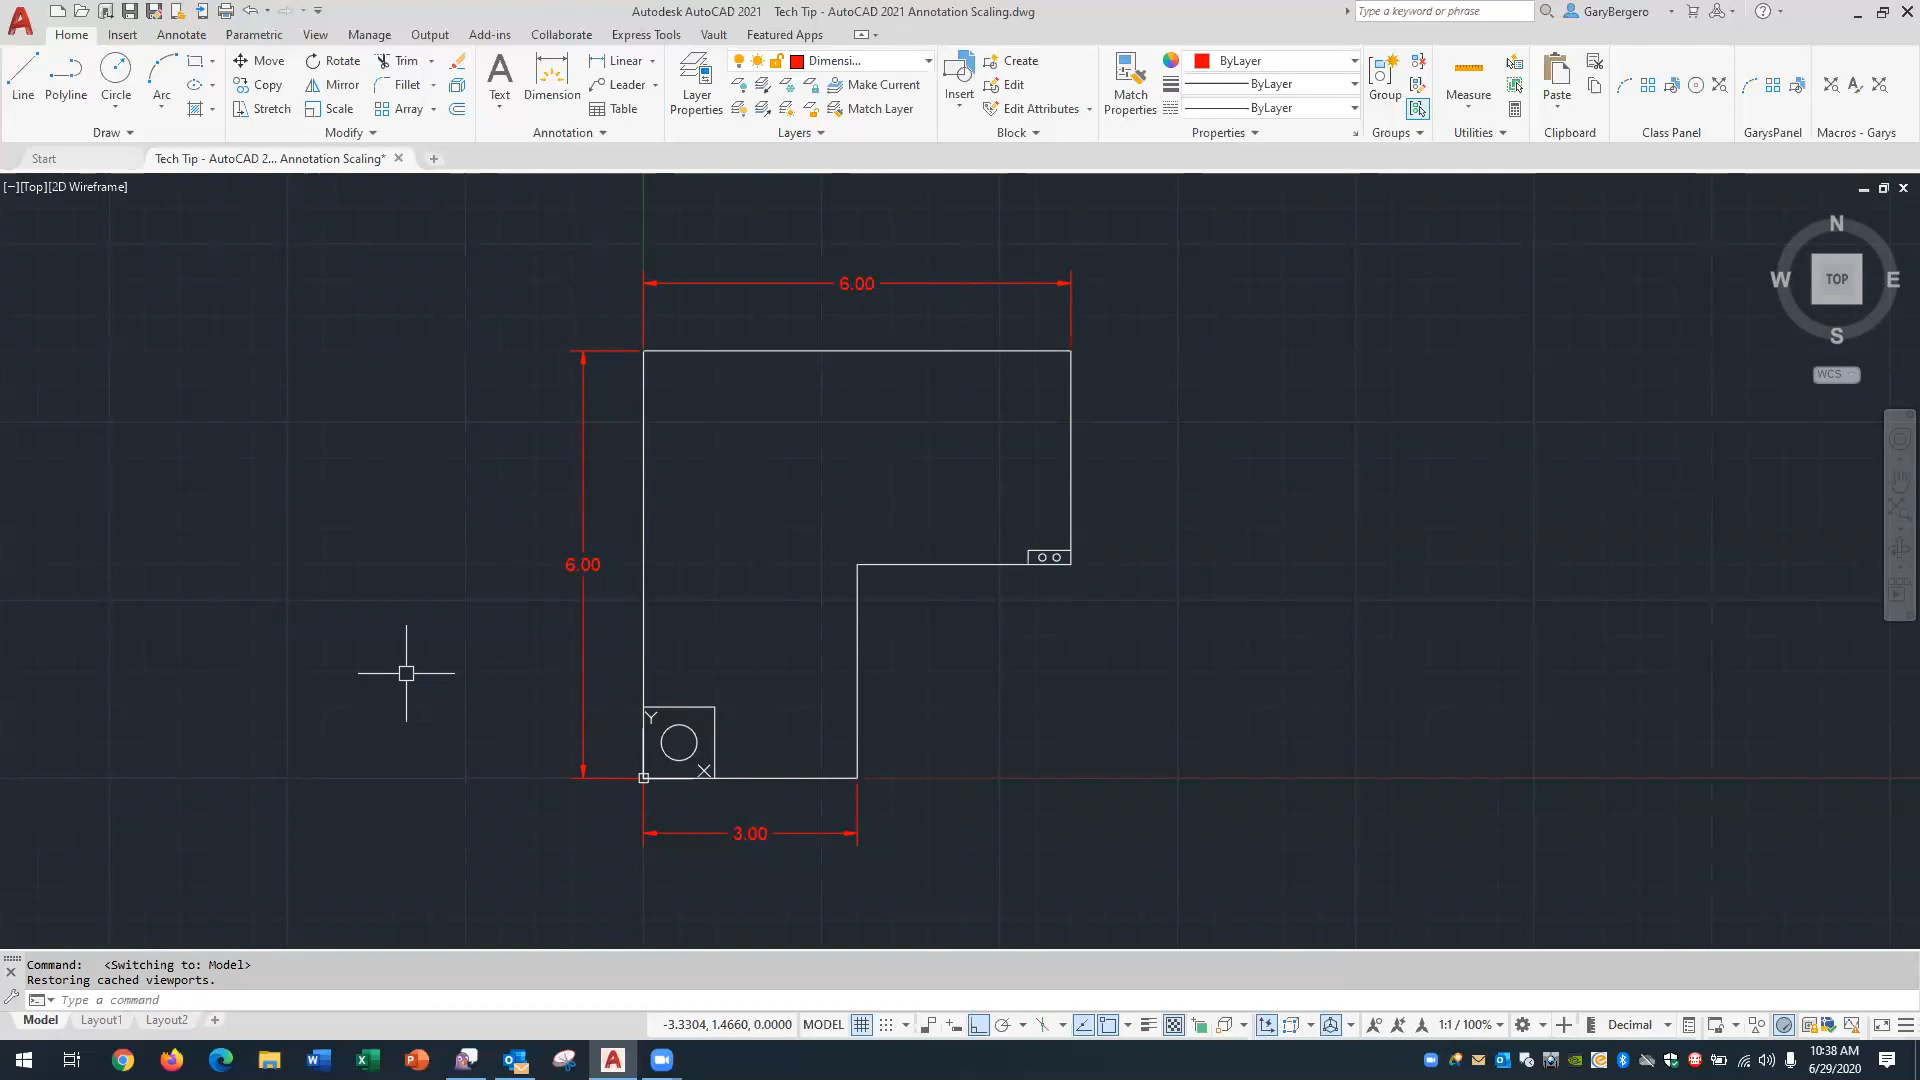 Autodesk AutoCAD 2021 Tech Tip - AutoCAD 2021 Annotation Scaling.dwg
Type a keyword or phrase
GaryBergero
Home Insert Annotate Parametric View Manage Output Add-ins Collaborate Express Tools Vault Featured Apps
Line Polyline Circle Arc
Move Rotate Trim
Copy Mirror Fillet
Stretch Scale Array
Text Dimension
Linear
Leader
Table
Layer Properties
Dimensi...
Make Current
Match Layer
Insert
Create
Edit
Edit Attributes
Match Properties
ByLayer
ByLayer
ByLayer
Group
Measure
Paste
Draw Modify Annotation Layers Block Properties Groups Utilities Clipboard Class Panel GarysPanel Macros - Garys
Start
Tech Tip - AutoCAD 2... Annotation Scaling*
[−][Top][2D Wireframe]
N
W TOP E
S
WCS
6.00
6.00
Y
X
3.00
Command: <Switching to: Model>
Restoring cached viewports.
Type a command
Model Layout1 Layout2
-3.3304, 1.4660, 0.0000 MODEL
1:1 / 100%
Decimal
10:38 AM
6/29/2020